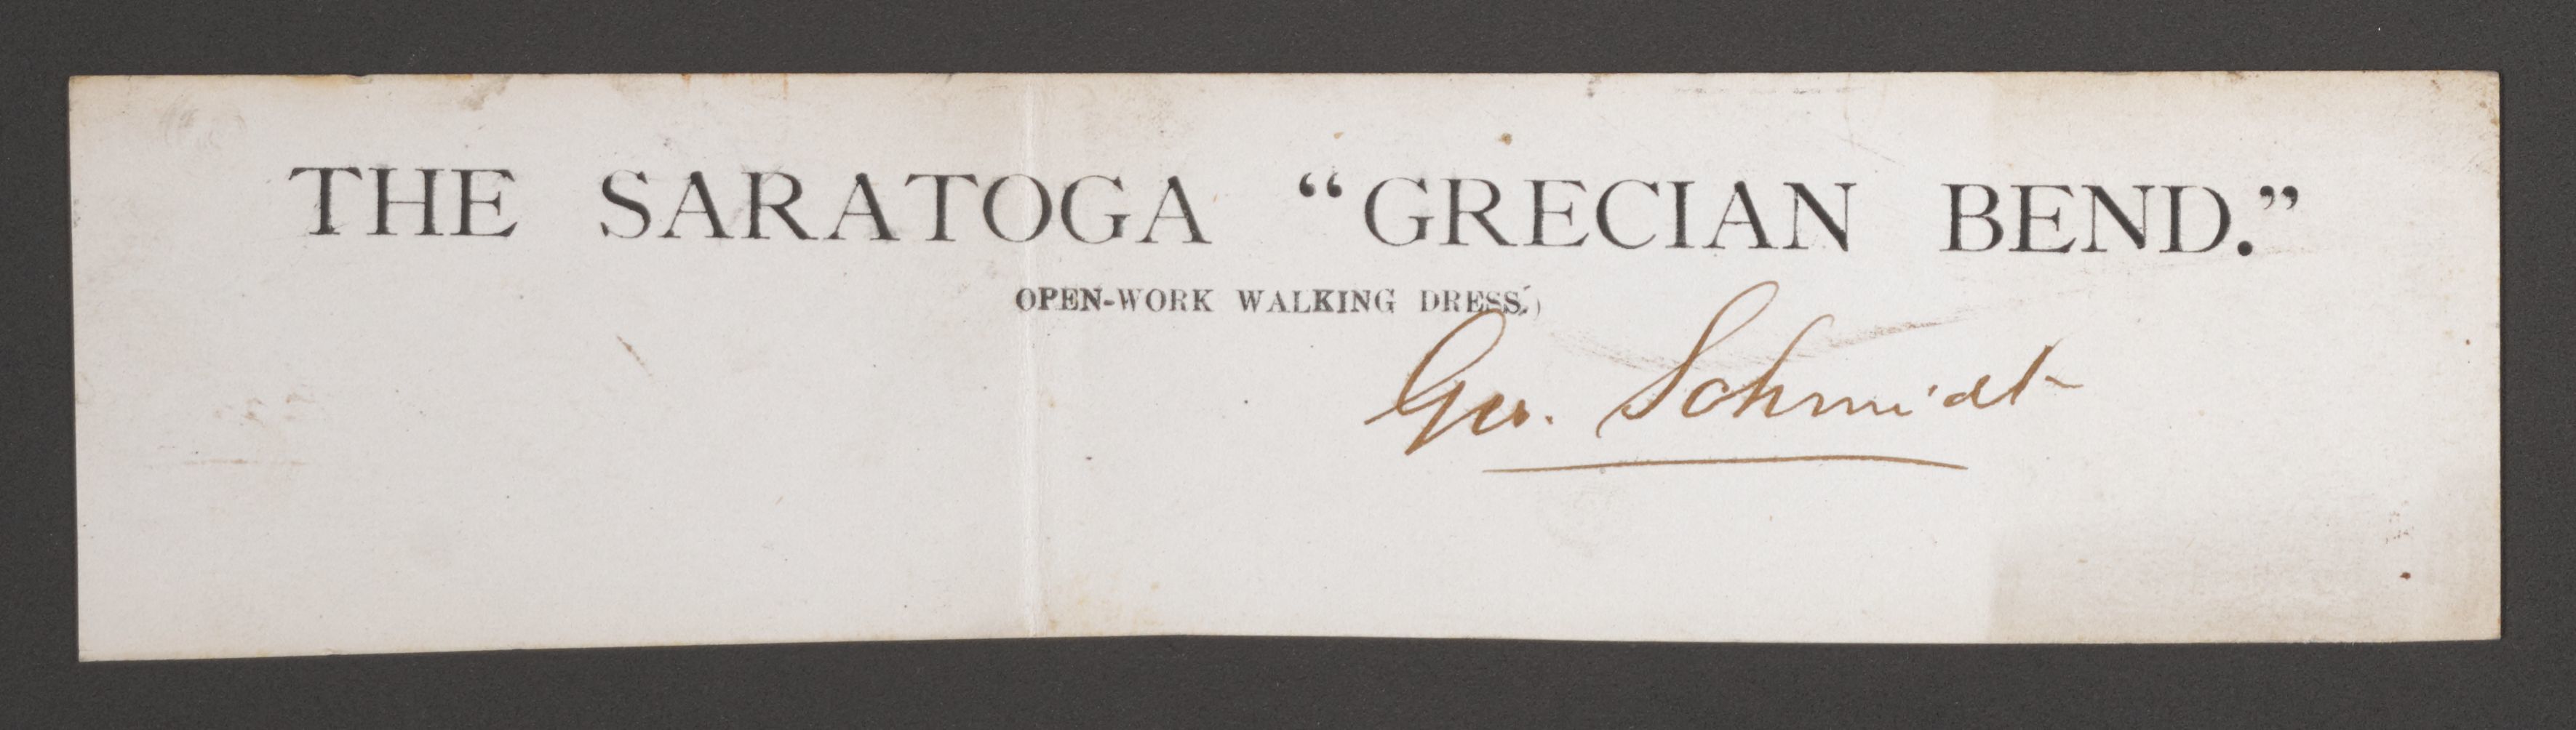 THE SARATOGA “GRECIAN BEND.”
OPEN-WORK WALKING DRESS.)
Geo. Schmidt